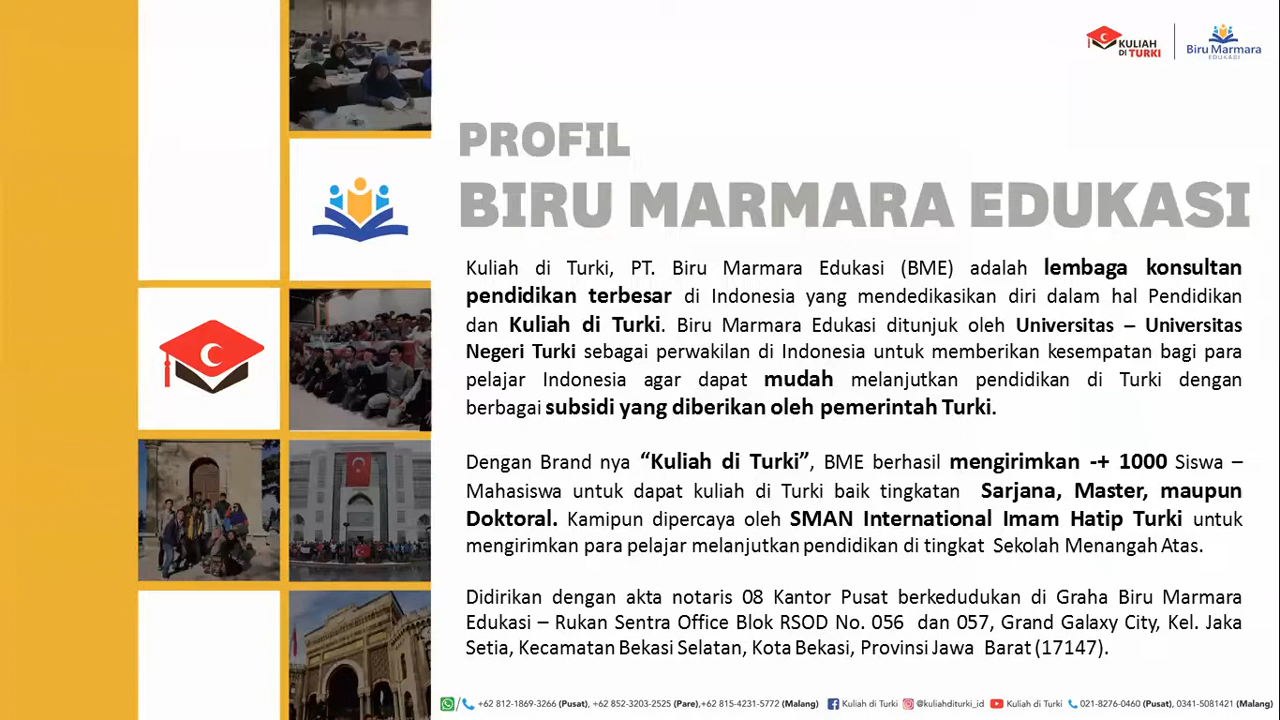 KULIAH
DI TURKI
Biru Marmara
EDUKASI
PROFIL
BIRU MARMARA EDUKASI
Kuliah di Turki, PT. Biru Marmara Edukasi (BME) adalah lembaga konsultan
pendidikan terbesar di Indonesia yang mendedikasikan diri dalam hal Pendidikan
dan Kuliah di Turki. Biru Marmara Edukasi ditunjuk oleh Universitas – Universitas
Negeri Turki sebagai perwakilan di Indonesia untuk memberikan kesempatan bagi para
pelajar Indonesia agar dapat mudah melanjutkan pendidikan di Turki dengan
berbagai subsidi yang diberikan oleh pemerintah Turki.
Dengan Brand nya “Kuliah di Turki”, BME berhasil mengirimkan -+ 1000 Siswa –
Mahasiswa untuk dapat kuliah di Turki baik tingkatan Sarjana, Master, maupun
Doktoral. Kamipun dipercaya oleh SMAN International Imam Hatip Turki untuk
mengirimkan para pelajar melanjutkan pendidikan di tingkat Sekolah Menangah Atas.
Didirikan dengan akta notaris 08 Kantor Pusat berkedudukan di Graha Biru Marmara
Edukasi – Rukan Sentra Office Blok RSOD No. 056 dan 057, Grand Galaxy City, Kel. Jaka
Setia, Kecamatan Bekasi Selatan, Kota Bekasi, Provinsi Jawa Barat (17147).
/ +62 812-1869-3266 (Pusat), +62 852-3203-2525 (Pare),+62 815-4231-5772 (Malang) Kuliah di Turki @kuliahditurki_id Kuliah di Turki 021-8276-0460 (Pusat), 0341-5081421 (Malang)